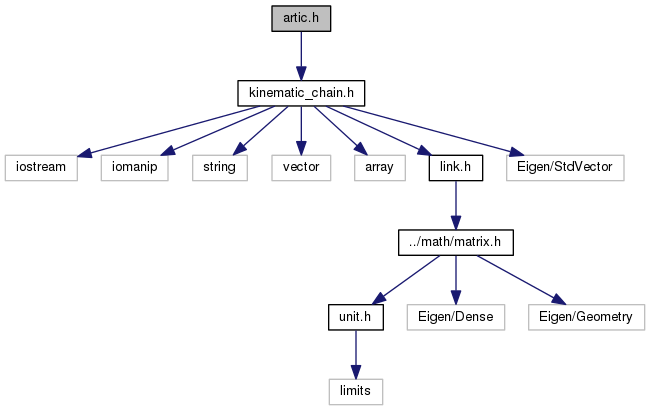 artic.h
kinematic_chain.h
iostream
iomanip
string
vector
array
link.h
Eigen/StdVector
../math/matrix.h
unit.h
Eigen/Dense
Eigen/Geometry
limits